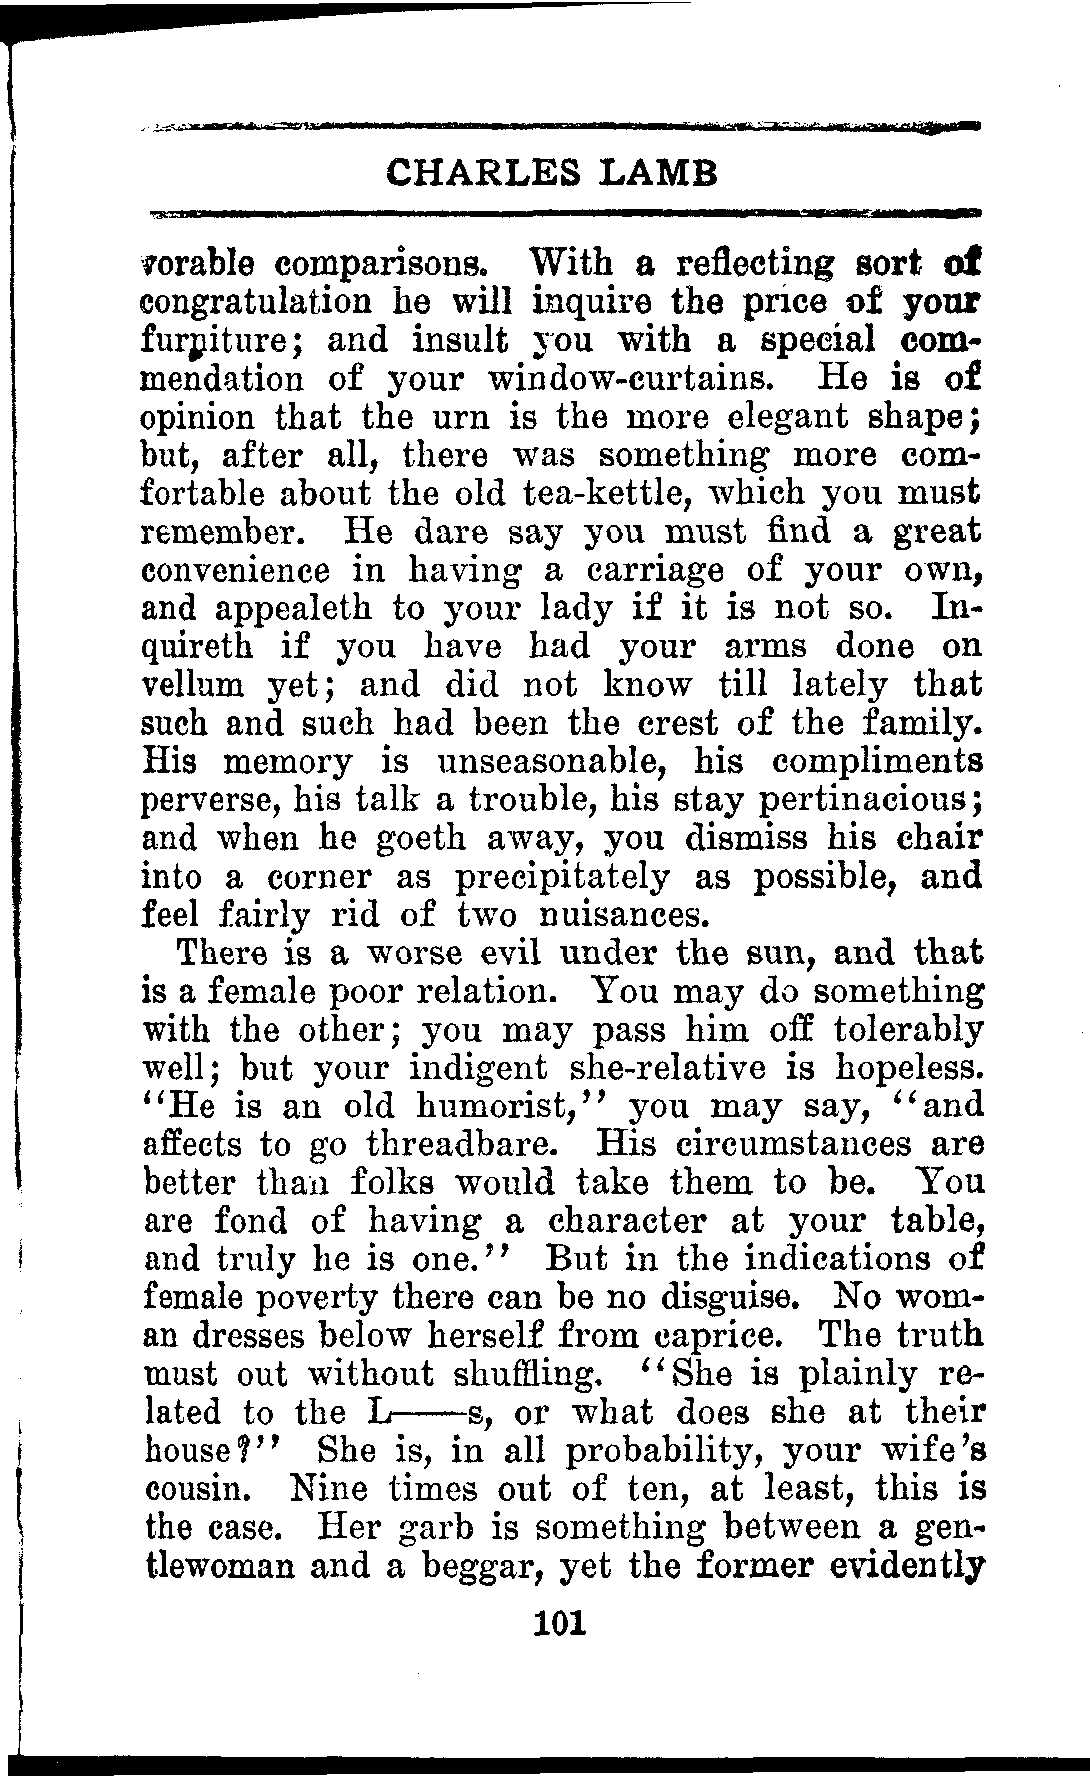 CHARLES LAMB
vorable comparisons. With a reflecting sort of
congratulation he will inquire the price of your
furniture; and insult you with a special com-
mendation of your window-curtains. He is of
opinion that the urn is the more elegant shape;
but, after all, there was something more com-
fortable about the old tea-kettle, which you must
remember. He dare say you must find a great
convenience in having a carriage of your own,
and appealeth to your lady if it is not so. In-
quireth if you have had your arms done on
vellum yet; and did not know till lately that
such and such had been the crest of the family.
His memory is unseasonable, his compliments
perverse, his talk a trouble, his stay pertinacious;
and when he goeth away, you dismiss his chair
into a corner as precipitately as possible, and
feel fairly rid of two nuisances.
There is a worse evil under the sun, and that
is a female poor relation. You may do something
with the other; you may pass him off tolerably
well; but your indigent she-relative is hopeless.
"He is an old humorist," you may say, "and
affects to go threadbare. His circumstances are
better than folks would take them to be. You
are fond of having a character at your table,
and truly he is one." But in the indications of
female poverty there can be no disguise. No wom-
an dresses below herself from caprice. The truth
must out without shuffling. "She is plainly re-
lated to the L——s, or what does she at their
house?" She is, in all probability, your wife's
cousin. Nine times out of ten, at least, this is
the case. Her garb is something between a gen-
tlewoman and a beggar, yet the former evidently
101